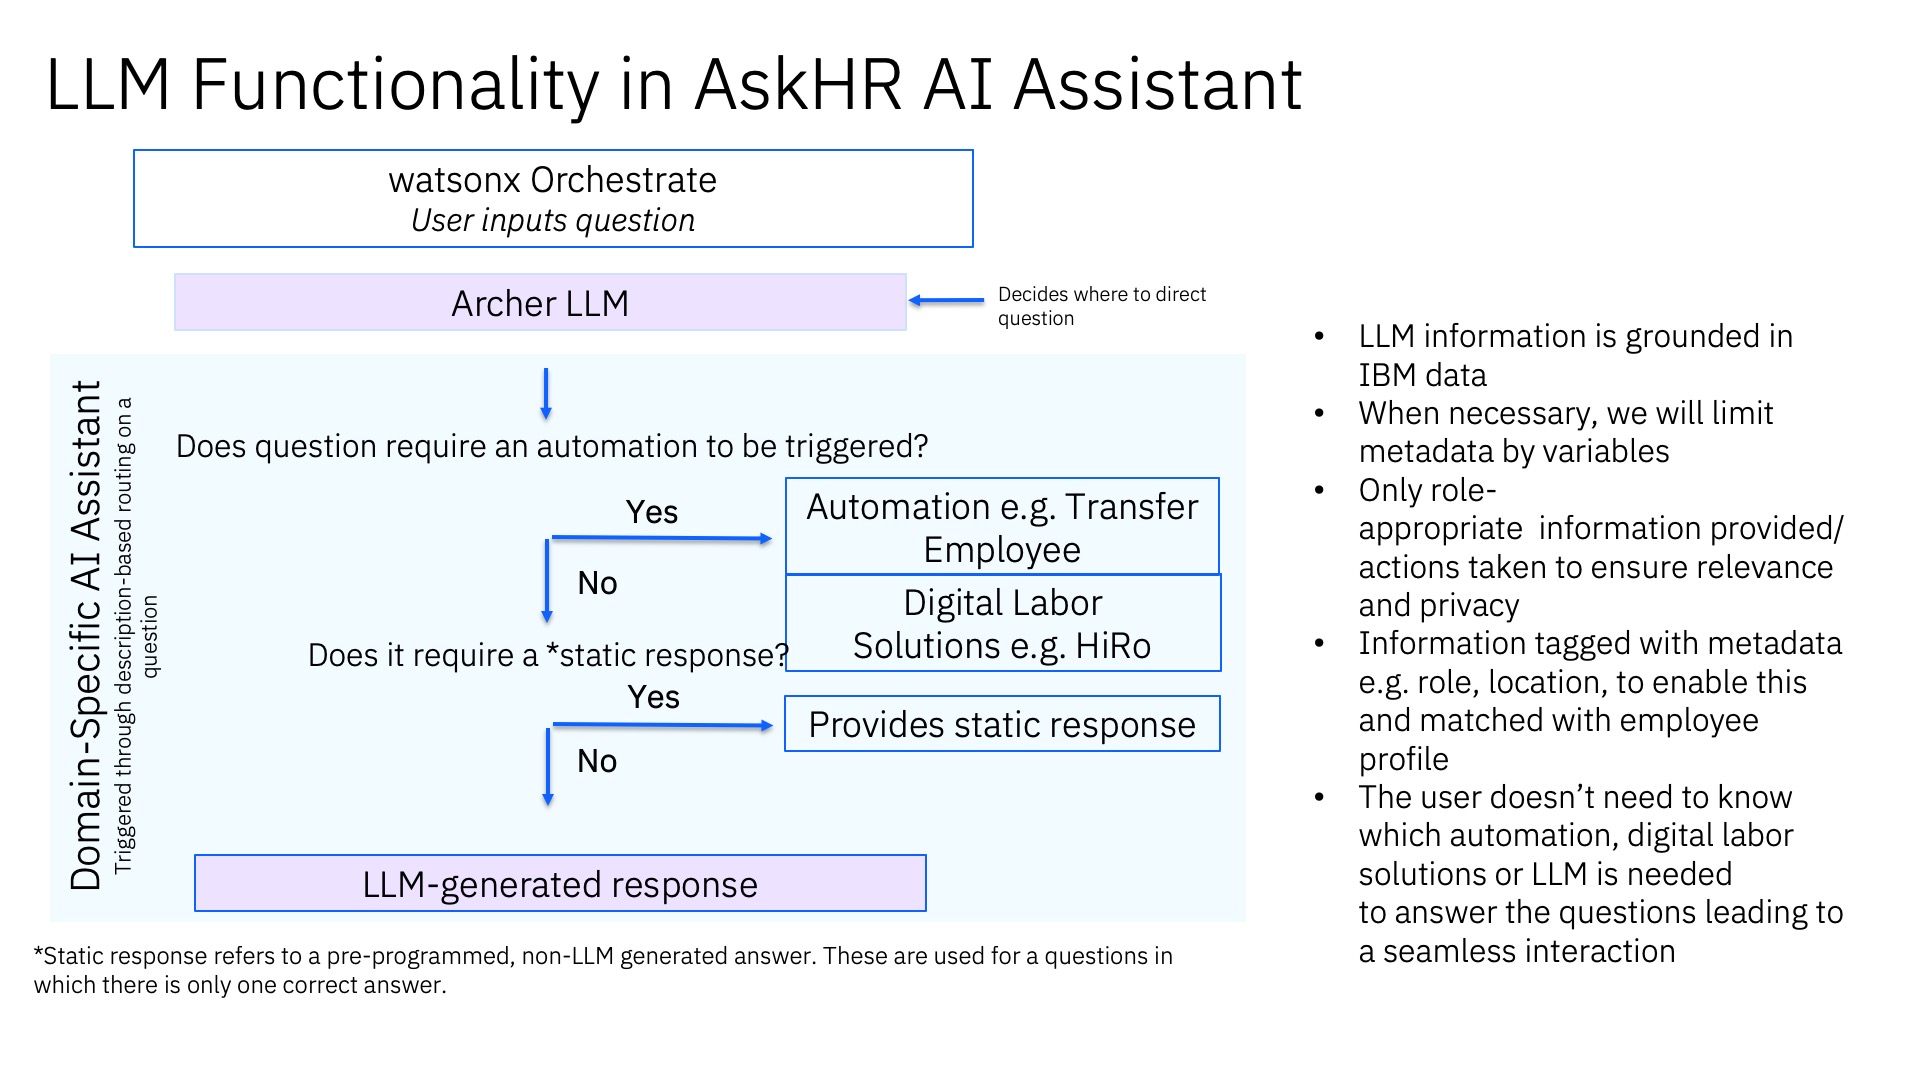 LLM Functionality in AskHR AI Assistant
watsonx Orchestrate
User inputs question
Archer LLM
Decides where to direct
question
Domain-Specific AI Assistant
Triggered through description-based routing on a
question
Does question require an automation to be triggered?
Yes
No
Automation e.g. Transfer
Employee
Digital Labor
Solutions e.g. HiRo
Does it require a *static response?
Yes
No
Provides static response
LLM-generated response
*Static response refers to a pre-programmed, non-LLM generated answer. These are used for a questions in
which there is only one correct answer.
• LLM information is grounded in
IBM data
• When necessary, we will limit
metadata by variables
• Only role-
appropriate  information provided/
actions taken to ensure relevance
and privacy
• Information tagged with metadata
e.g. role, location, to enable this
and matched with employee
profile
• The user doesn’t need to know
which automation, digital labor
solutions or LLM is needed
to answer the questions leading to
a seamless interaction